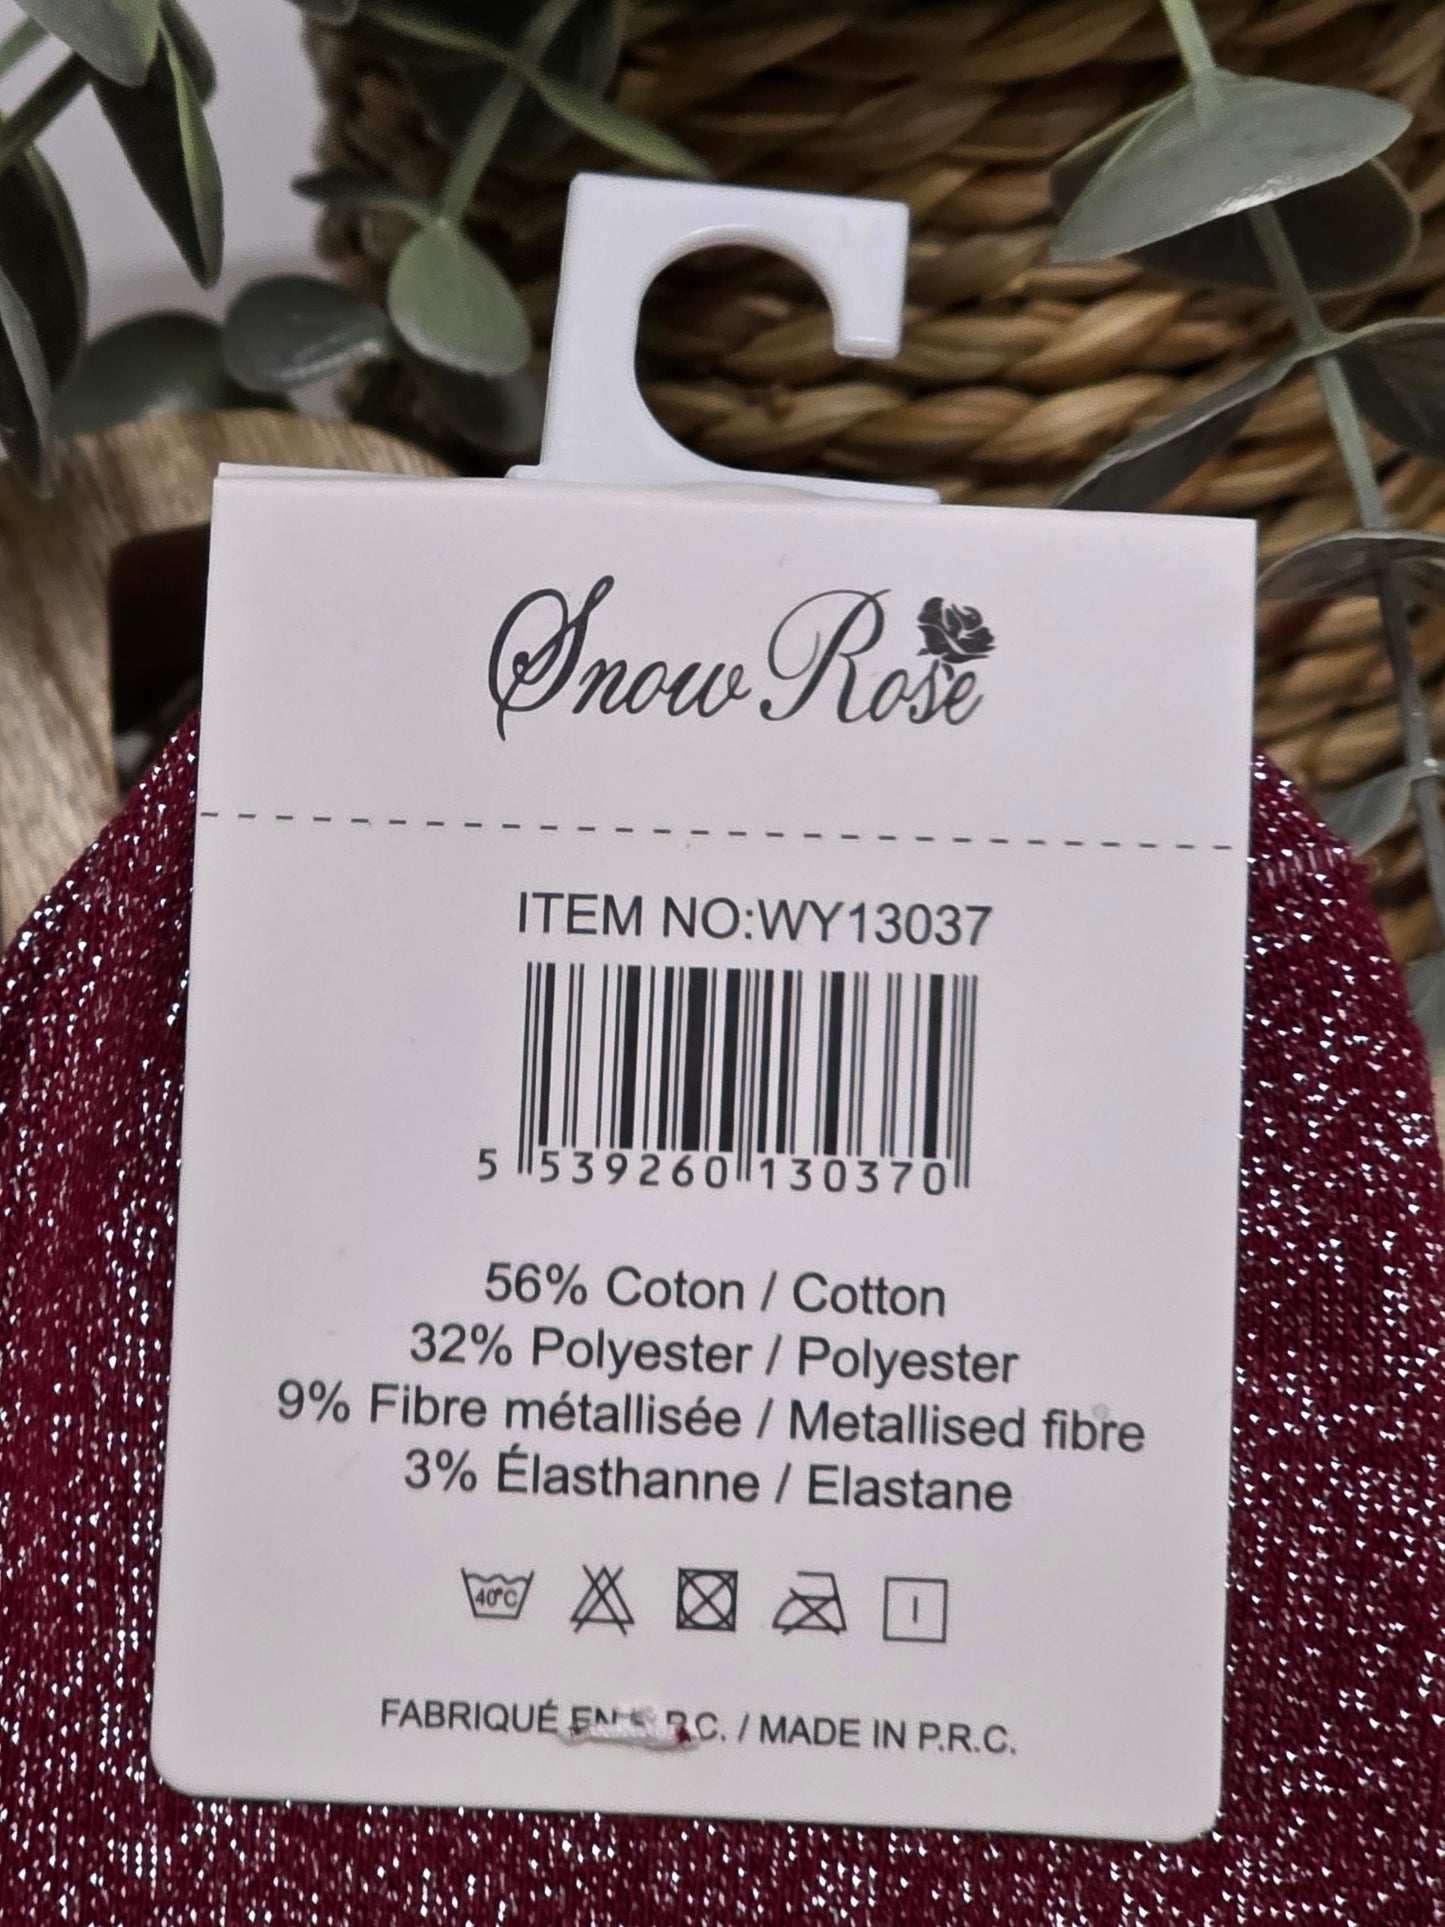 Snow Rose
ITEM NO:WY13037
5 539260 130370
56% Coton / Cotton
32% Polyester / Polyester
9% Fibre métallisée / Metallised fibre
3% Élasthanne / Elastane
40°C
FABRIQUÉ EN P.R.C. / MADE IN P.R.C.